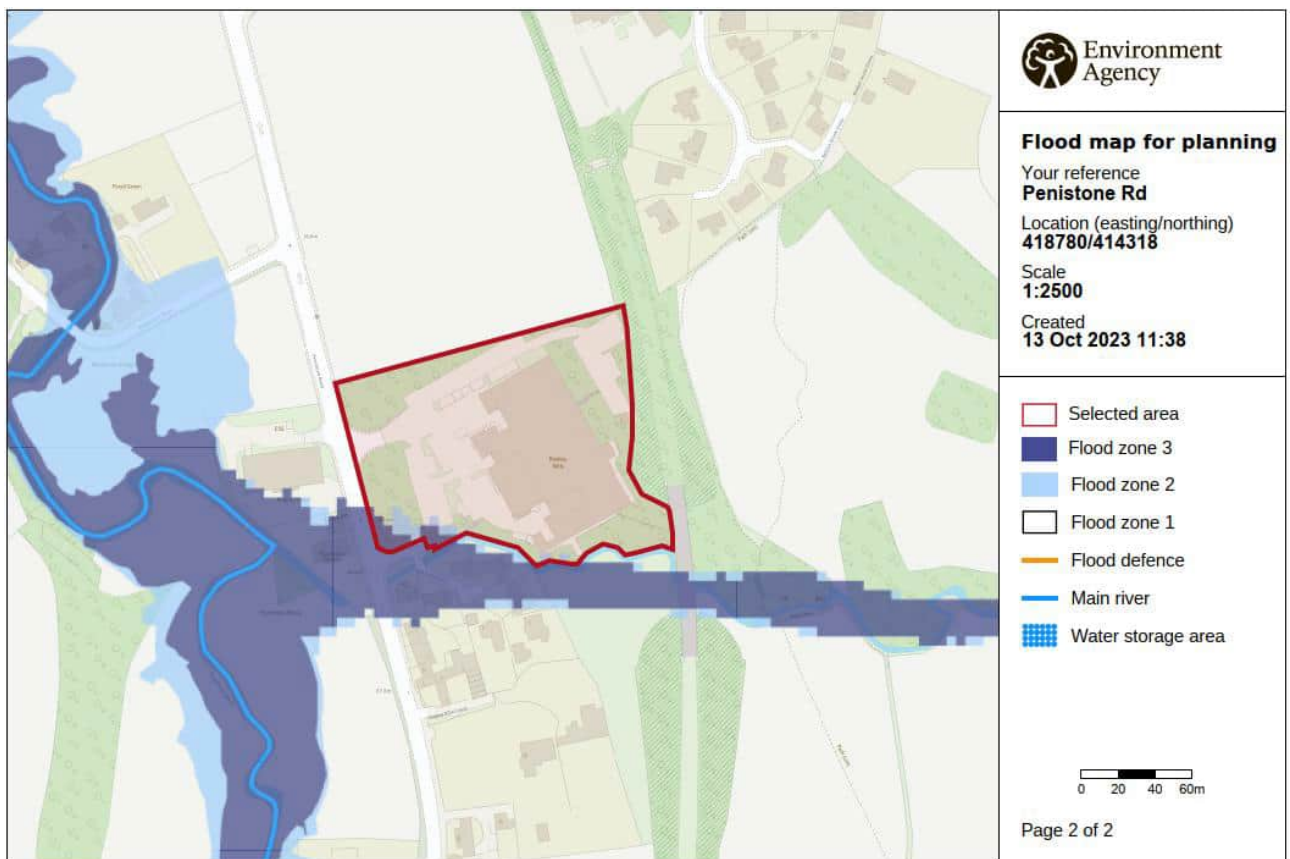 Environment
Agency
Flood map for planning
Your reference
Penistone Rd
Location (easting/northing)
418780/414318
Scale
1:2500
Created
13 Oct 2023 11:38
Selected area
Flood zone 3
Flood zone 2
Flood zone 1
Flood defence
Main river
Water storage area
0 20 40 60m
Page 2 of 2